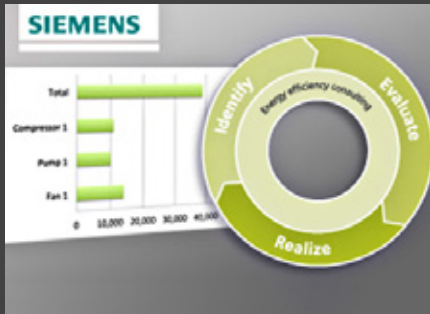 SIEMENS
Total
Compressor 1
Pump 1
Fan 1
0 10,000 20,000 30,000 40,000
Identify
Evaluate
Energy efficiency consulting
Realize